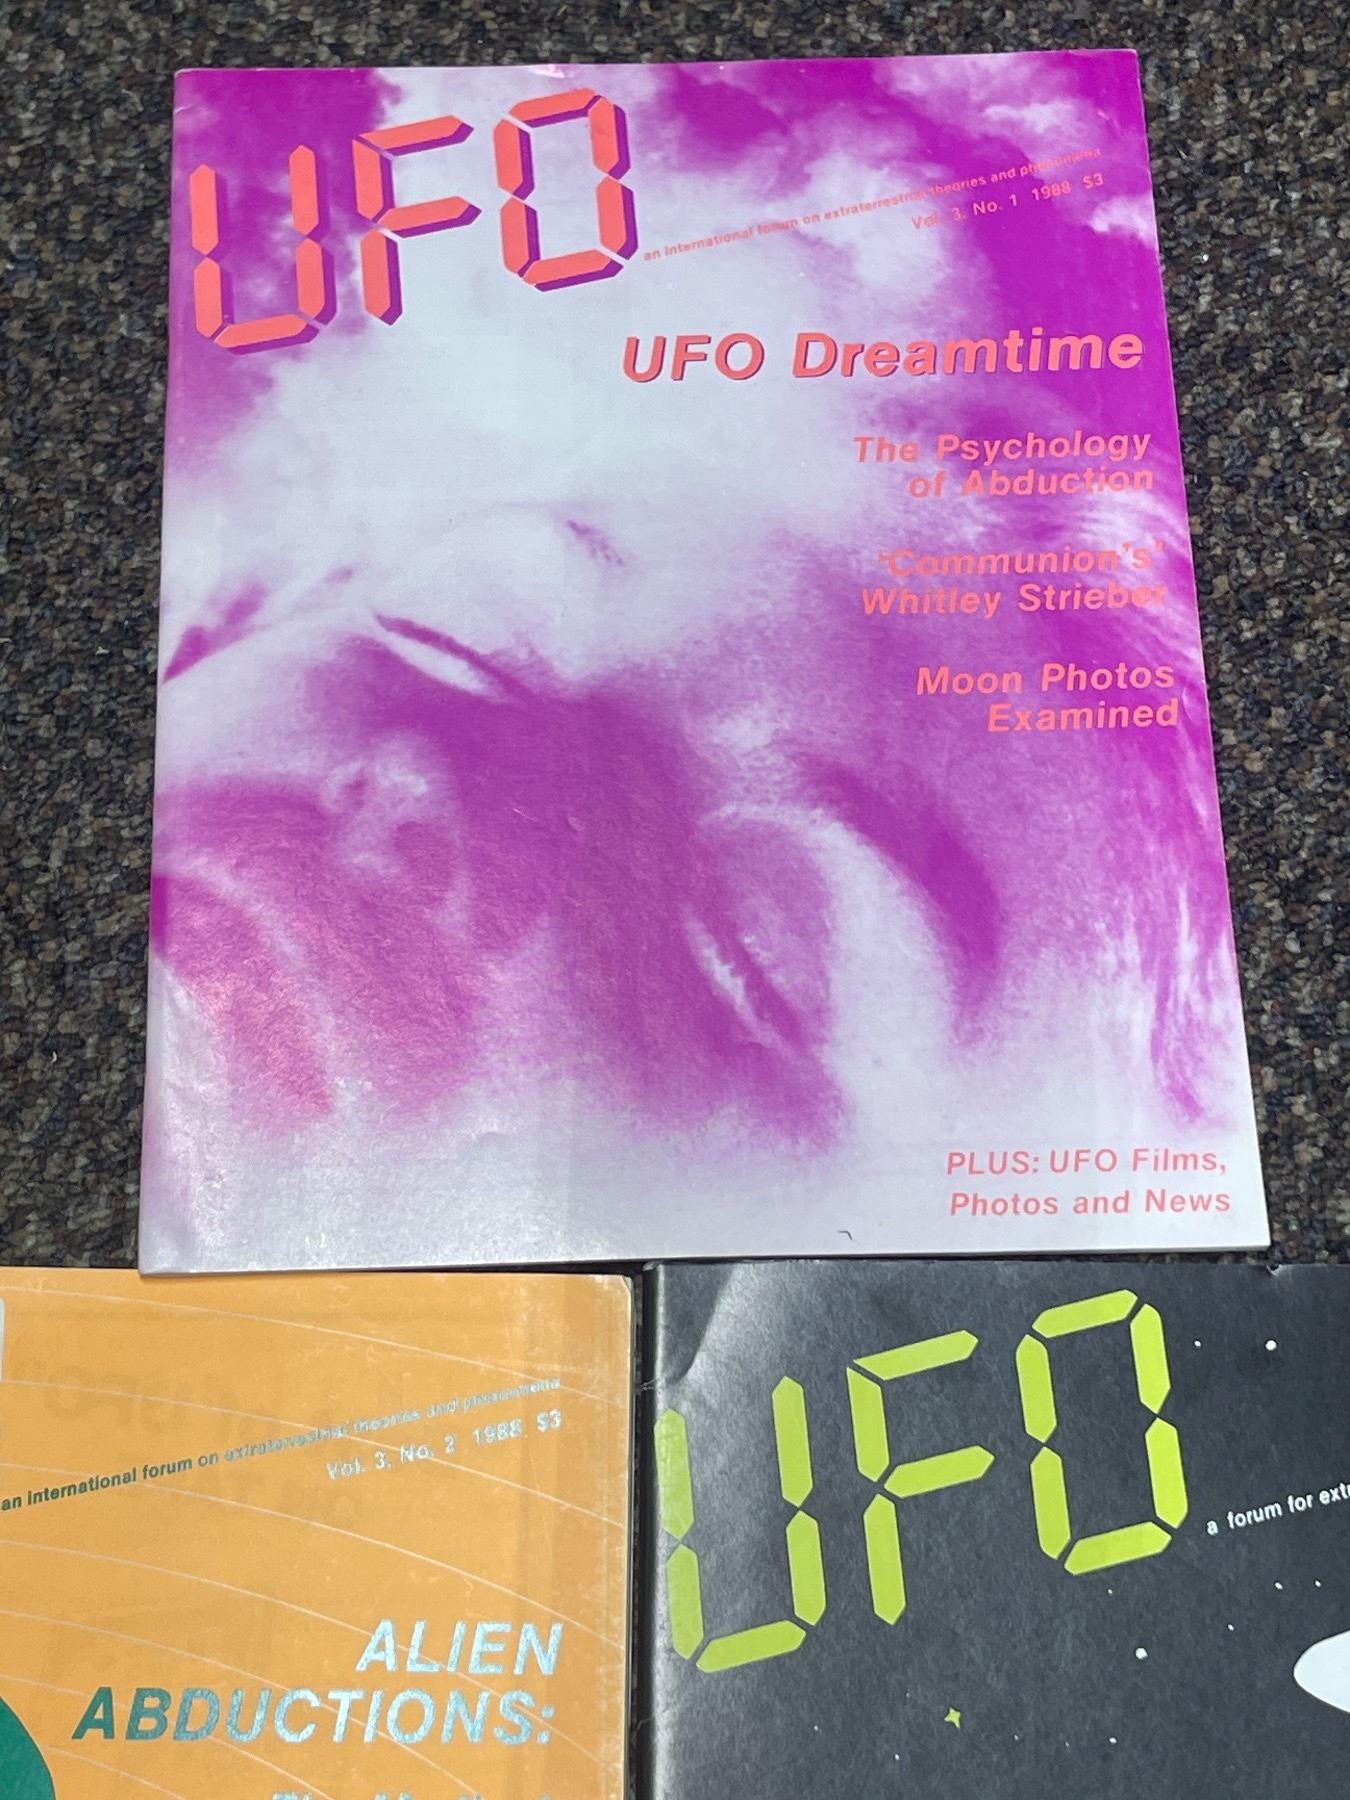 UFO
an international forum on extraterrestrial theories and phenomena
Vol. 3, No. 1 1988 $3
UFO Dreamtime
The Psychology
of Abduction
'Communion's'
Whitley Strieber
Moon Photos
Examined
PLUS: UFO Films,
Photos and News
an international forum on extraterrestrial theories and phenomena
Vol. 3, No. 2 1988 $3
ALIEN
ABDUCTIONS:
UFO
a forum for extr